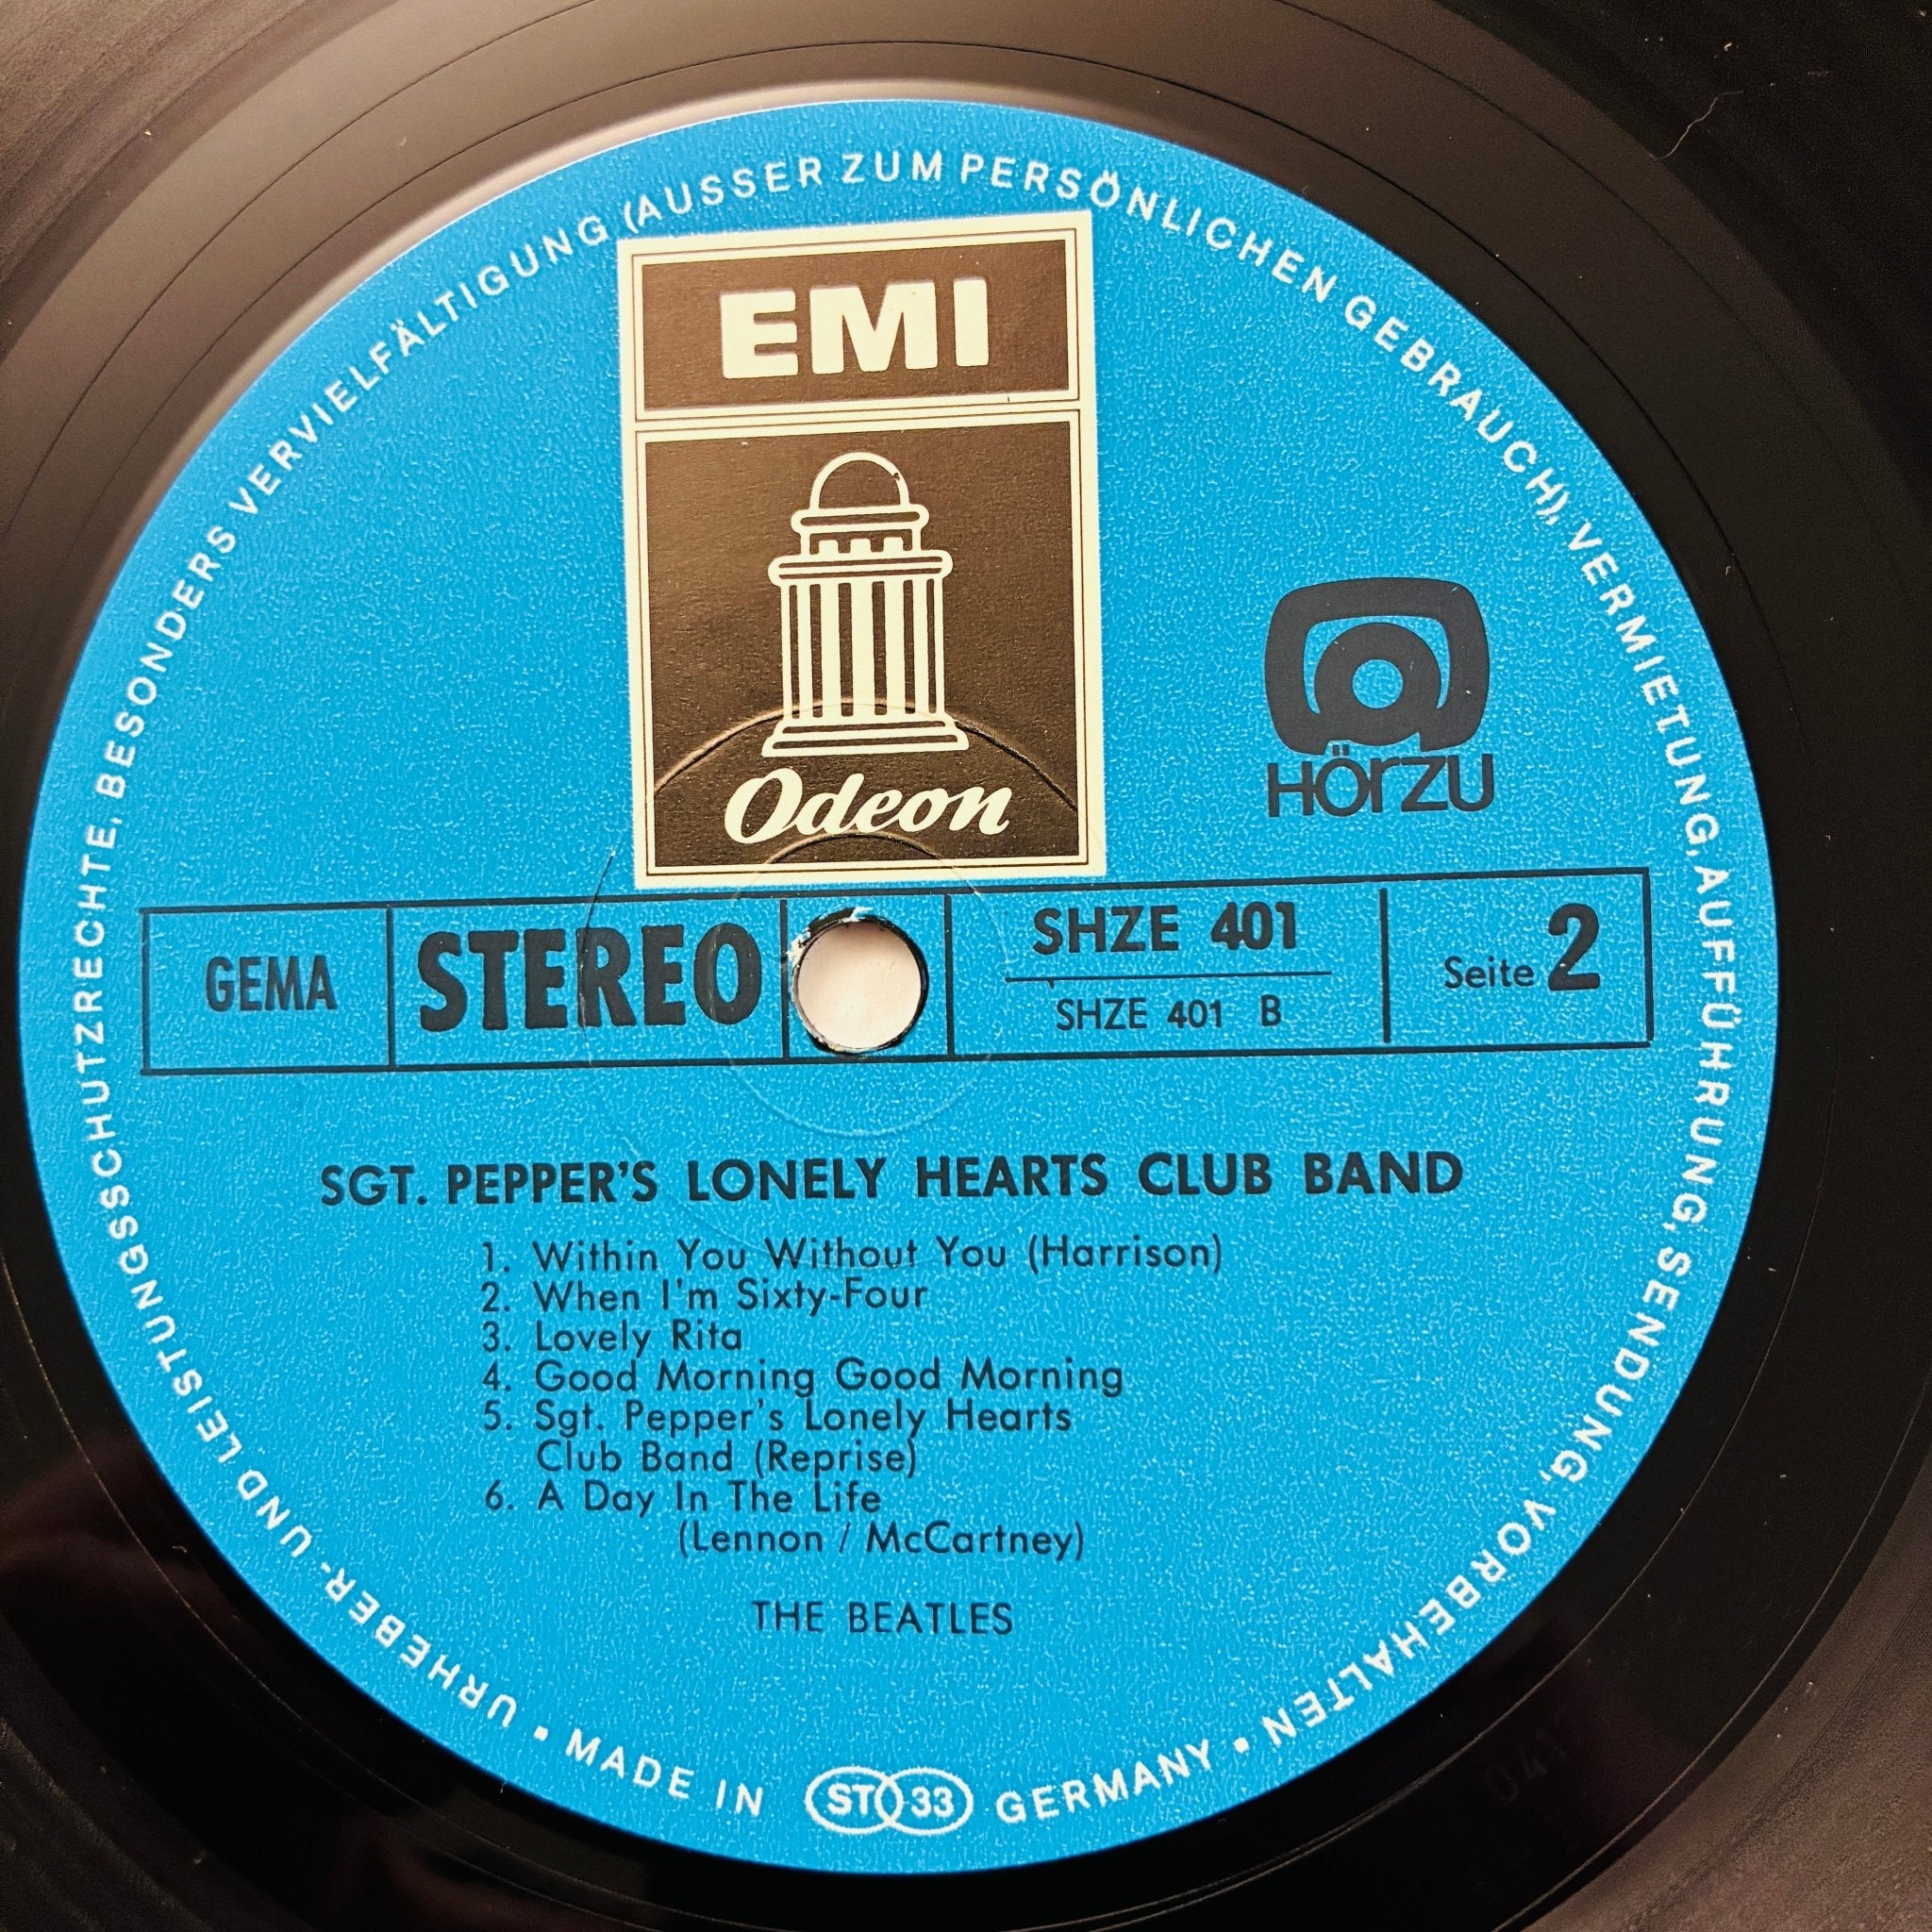 URHEBER- UND LEISTUNGSSCHUTZRECHTE, BESONDERS VERVIELFÄLTIGUNG (AUSSER ZUM PERSÖNLICHEN GEBRAUCH), VERMIETUNG, AUFFÜHRUNG, SENDUNG, VORBEHALTEN •
EMI
Odeon
HÖRZU
GEMA
STEREO
SHZE 401
SHZE 401 B
Seite 2
SGT. PEPPER'S LONELY HEARTS CLUB BAND
1. Within You Without You (Harrison)
2. When I'm Sixty-Four
3. Lovely Rita
4. Good Morning Good Morning
5. Sgt. Pepper's Lonely Hearts
Club Band (Reprise)
6. A Day In The Life
(Lennon / McCartney)
THE BEATLES
• MADE IN ST 33 GERMANY